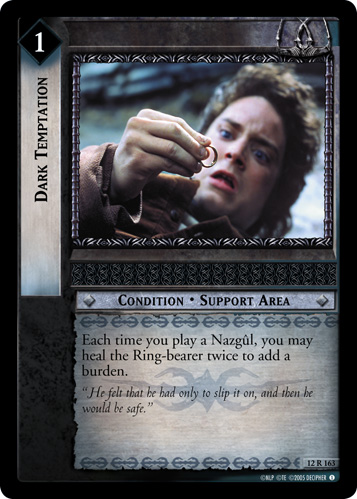 1
DARK TEMPTATION
CONDITION • SUPPORT AREA
Each time you play a Nazgûl, you may
heal the Ring-bearer twice to add a
burden.
"He felt that he had only to slip it on, and then he
would be safe."
12 R 163
©NLP ©TE ©2005 DECIPHER